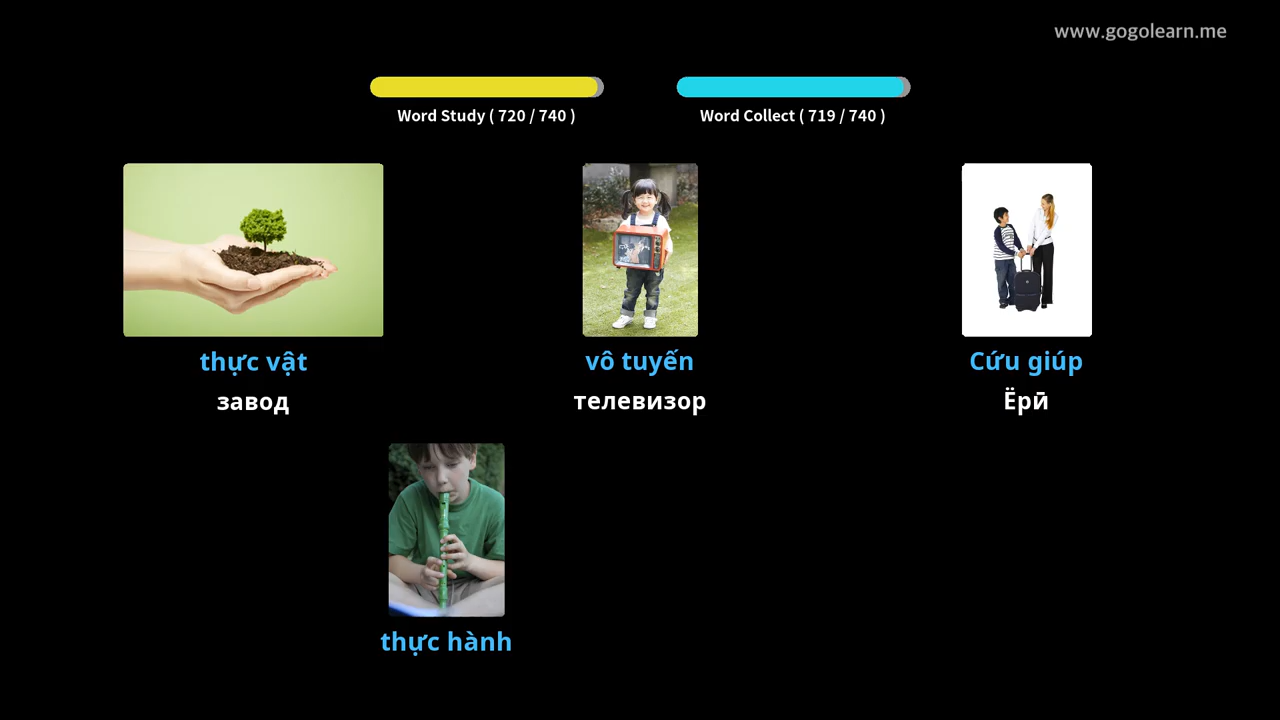 www.gogolearn.me
Word Study ( 720 / 740 )
Word Collect ( 719 / 740 )
thực vật
завод
vô tuyến
телевизор
Cứu giúp
Ёрӣ
thực hành